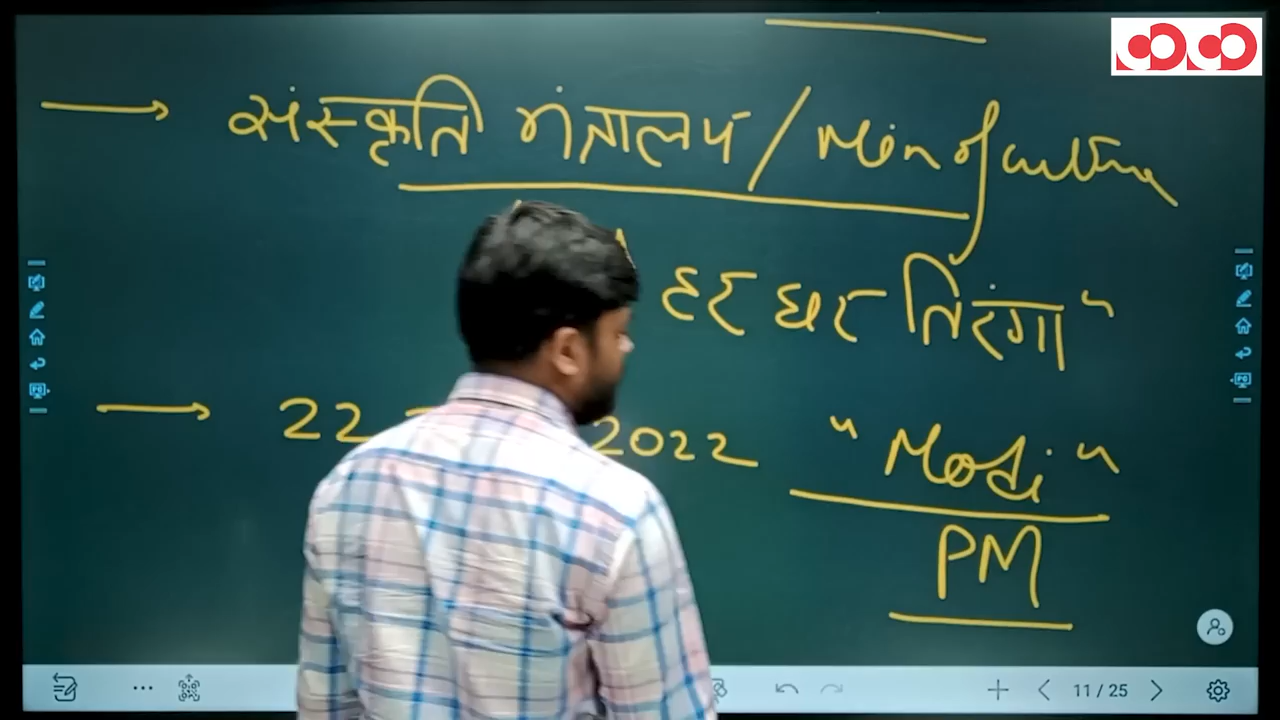 → संस्कृति मंत्रालय / Min of culture
हर घर तिरंगा"
→ 22 2022 "Modi"
PM
11 / 25